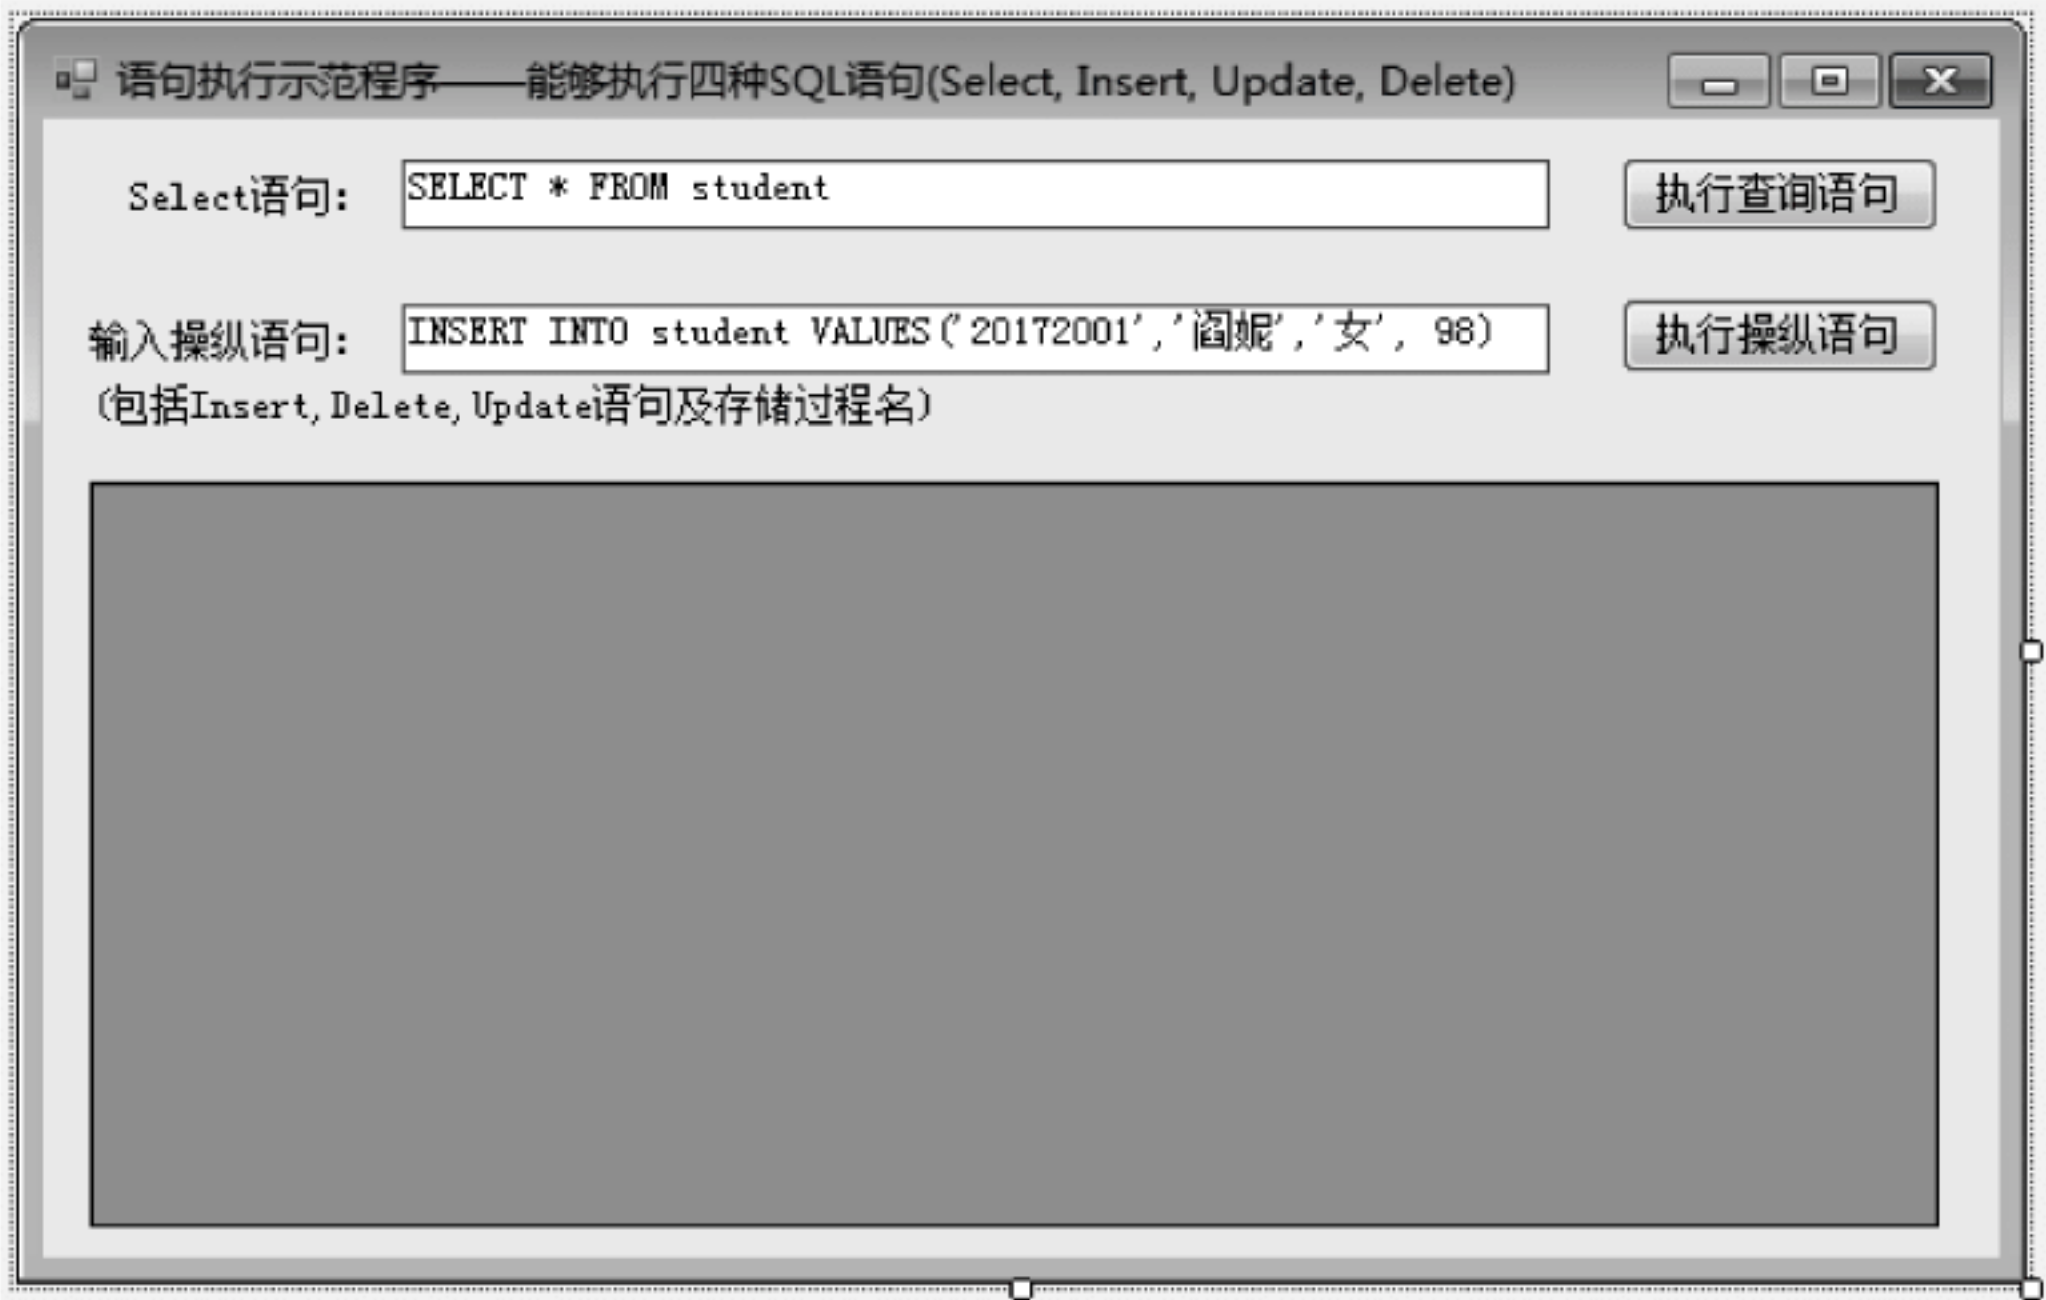 语句执行示范程序——能够执行四种SQL语句(Select, Insert, Update, Delete)
Select语句: SELECT * FROM student 执行查询语句
输入操纵语句: INSERT INTO student VALUES('20172001','阎妮','女', 98) 执行操纵语句
(包括Insert,Delete,Update语句及存储过程名)